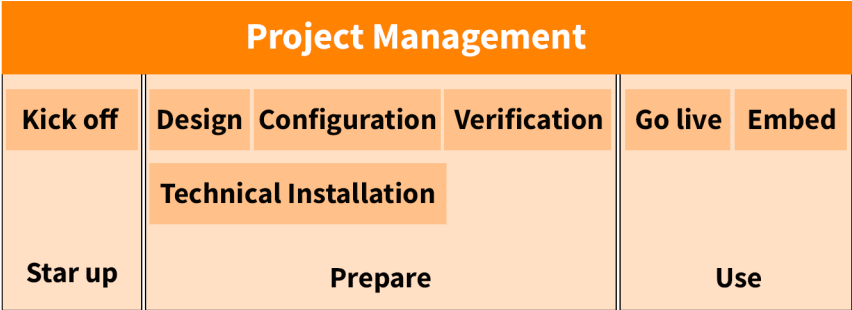 Project Management
Kick off
Design Configuration Verification
Go live Embed
Technical Installation
Star up
Prepare
Use